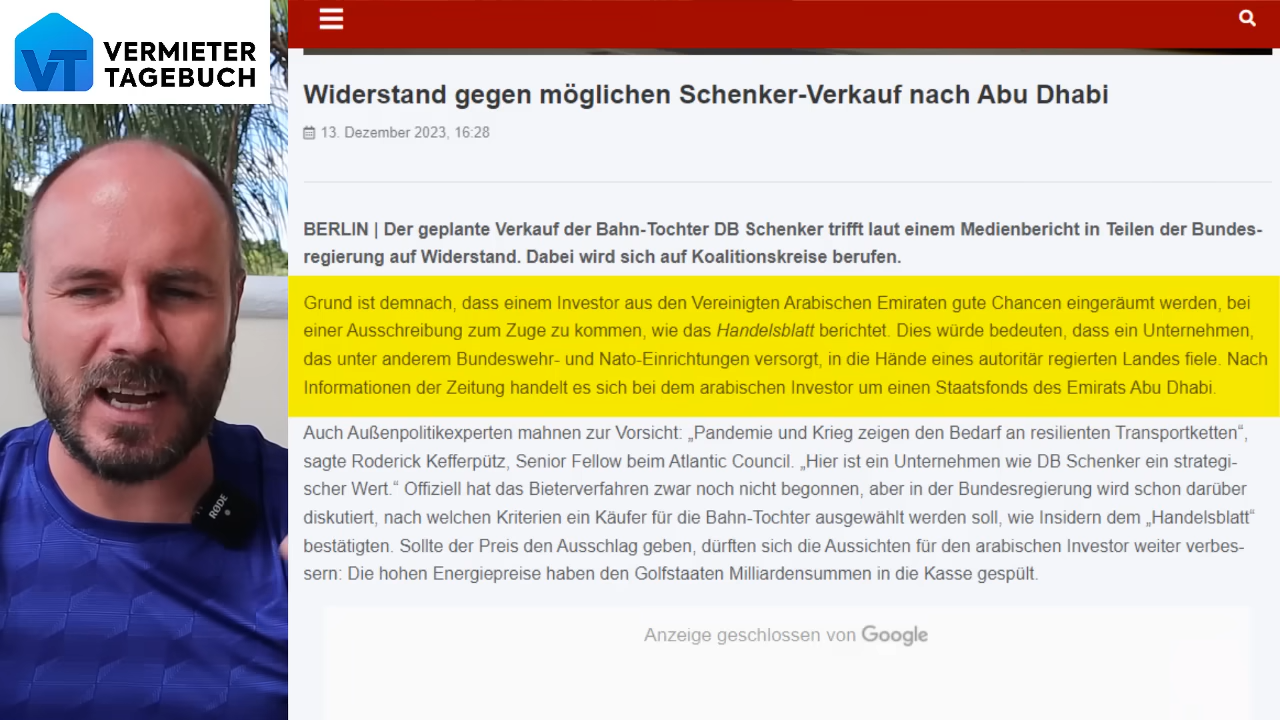 VERMIETER
TAGEBUCH
VT
Widerstand gegen möglichen Schenker-Verkauf nach Abu Dhabi
13. Dezember 2023, 16:28
BERLIN | Der geplante Verkauf der Bahn-Tochter DB Schenker trifft laut einem Medienbericht in Teilen der Bundes-
regierung auf Widerstand. Dabei wird sich auf Koalitionskreise berufen.
Grund ist demnach, dass einem Investor aus den Vereinigten Arabischen Emiraten gute Chancen eingeräumt werden, bei
einer Ausschreibung zum Zuge zu kommen, wie das Handelsblatt berichtet. Dies würde bedeuten, dass ein Unternehmen,
das unter anderem Bundeswehr- und Nato-Einrichtungen versorgt, in die Hände eines autoritär regierten Landes fiele. Nach
Informationen der Zeitung handelt es sich bei dem arabischen Investor um einen Staatsfonds des Emirats Abu Dhabi.
Auch Außenpolitikexperten mahnen zur Vorsicht: „Pandemie und Krieg zeigen den Bedarf an resilienten Transportketten“,
sagte Roderick Kefferpütz, Senior Fellow beim Atlantic Council. „Hier ist ein Unternehmen wie DB Schenker ein strategi-
scher Wert.“ Offiziell hat das Bieterverfahren zwar noch nicht begonnen, aber in der Bundesregierung wird schon darüber
diskutiert, nach welchen Kriterien ein Käufer für die Bahn-Tochter ausgewählt werden soll, wie Insidern dem „Handelsblatt“
bestätigten. Sollte der Preis den Ausschlag geben, dürften sich die Aussichten für den arabischen Investor weiter verbes-
sern: Die hohen Energiepreise haben den Golfstaaten Milliardensummen in die Kasse gespült.
RØDE
Anzeige geschlossen von Google